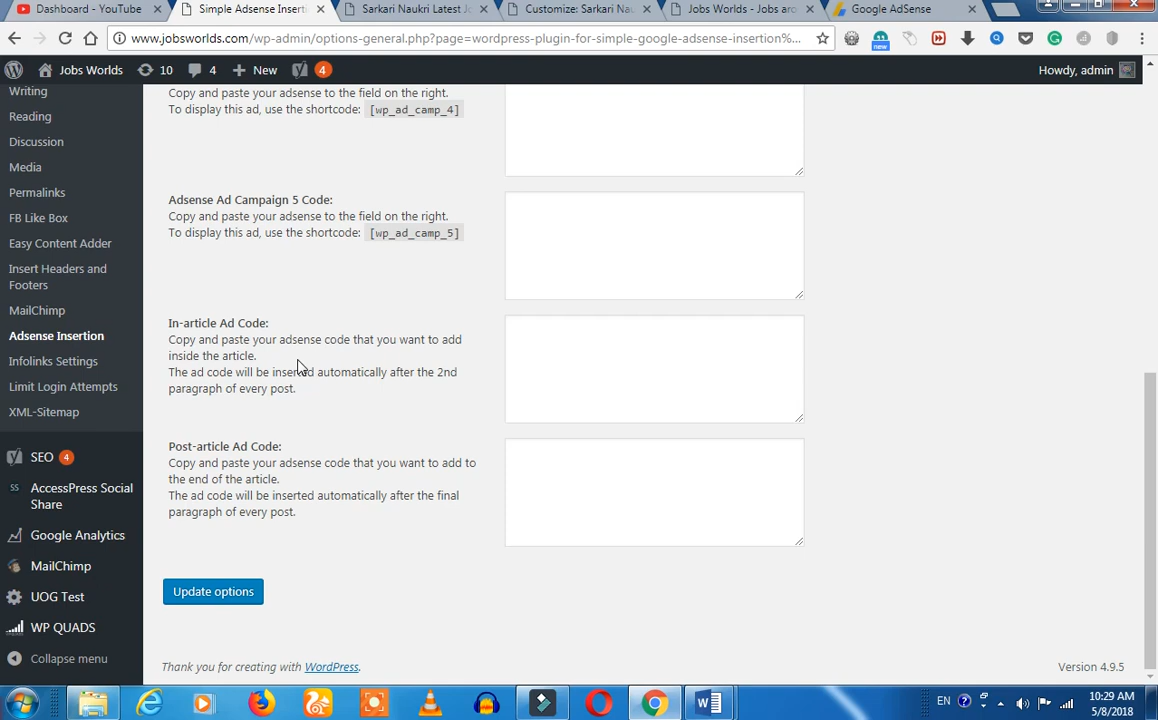 Dashboard - YouTube
Simple Adsense Inserti
Sarkari Naukri Latest Jo
Customize: Sarkari Nau
Jobs Worlds - Jobs aro
Google AdSense
www.jobsworlds.com/wp-admin/options-general.php?page=wordpress-plugin-for-simple-google-adsense-insertion%...
new
Jobs Worlds
10
4
New
4
Howdy, admin
Writing
Reading
Discussion
Media
Permalinks
FB Like Box
Easy Content Adder
Insert Headers and
Footers
MailChimp
Adsense Insertion
Infolinks Settings
Limit Login Attempts
XML-Sitemap
SEO 4
SS AccessPress Social
Share
Google Analytics
MailChimp
UOG Test
WP QUADS
Collapse menu
Copy and paste your adsense to the field on the right.
To display this ad, use the shortcode: [wp_ad_camp_4]
Adsense Ad Campaign 5 Code:
Copy and paste your adsense to the field on the right.
To display this ad, use the shortcode: [wp_ad_camp_5]
In-article Ad Code:
Copy and paste your adsense code that you want to add
inside the article.
The ad code will be inserted automatically after the 2nd
paragraph of every post.
Post-article Ad Code:
Copy and paste your adsense code that you want to add to
the end of the article.
The ad code will be inserted automatically after the final
paragraph of every post.
Update options
Thank you for creating with WordPress.
Version 4.9.5
EN
10:29 AM
5/8/2018